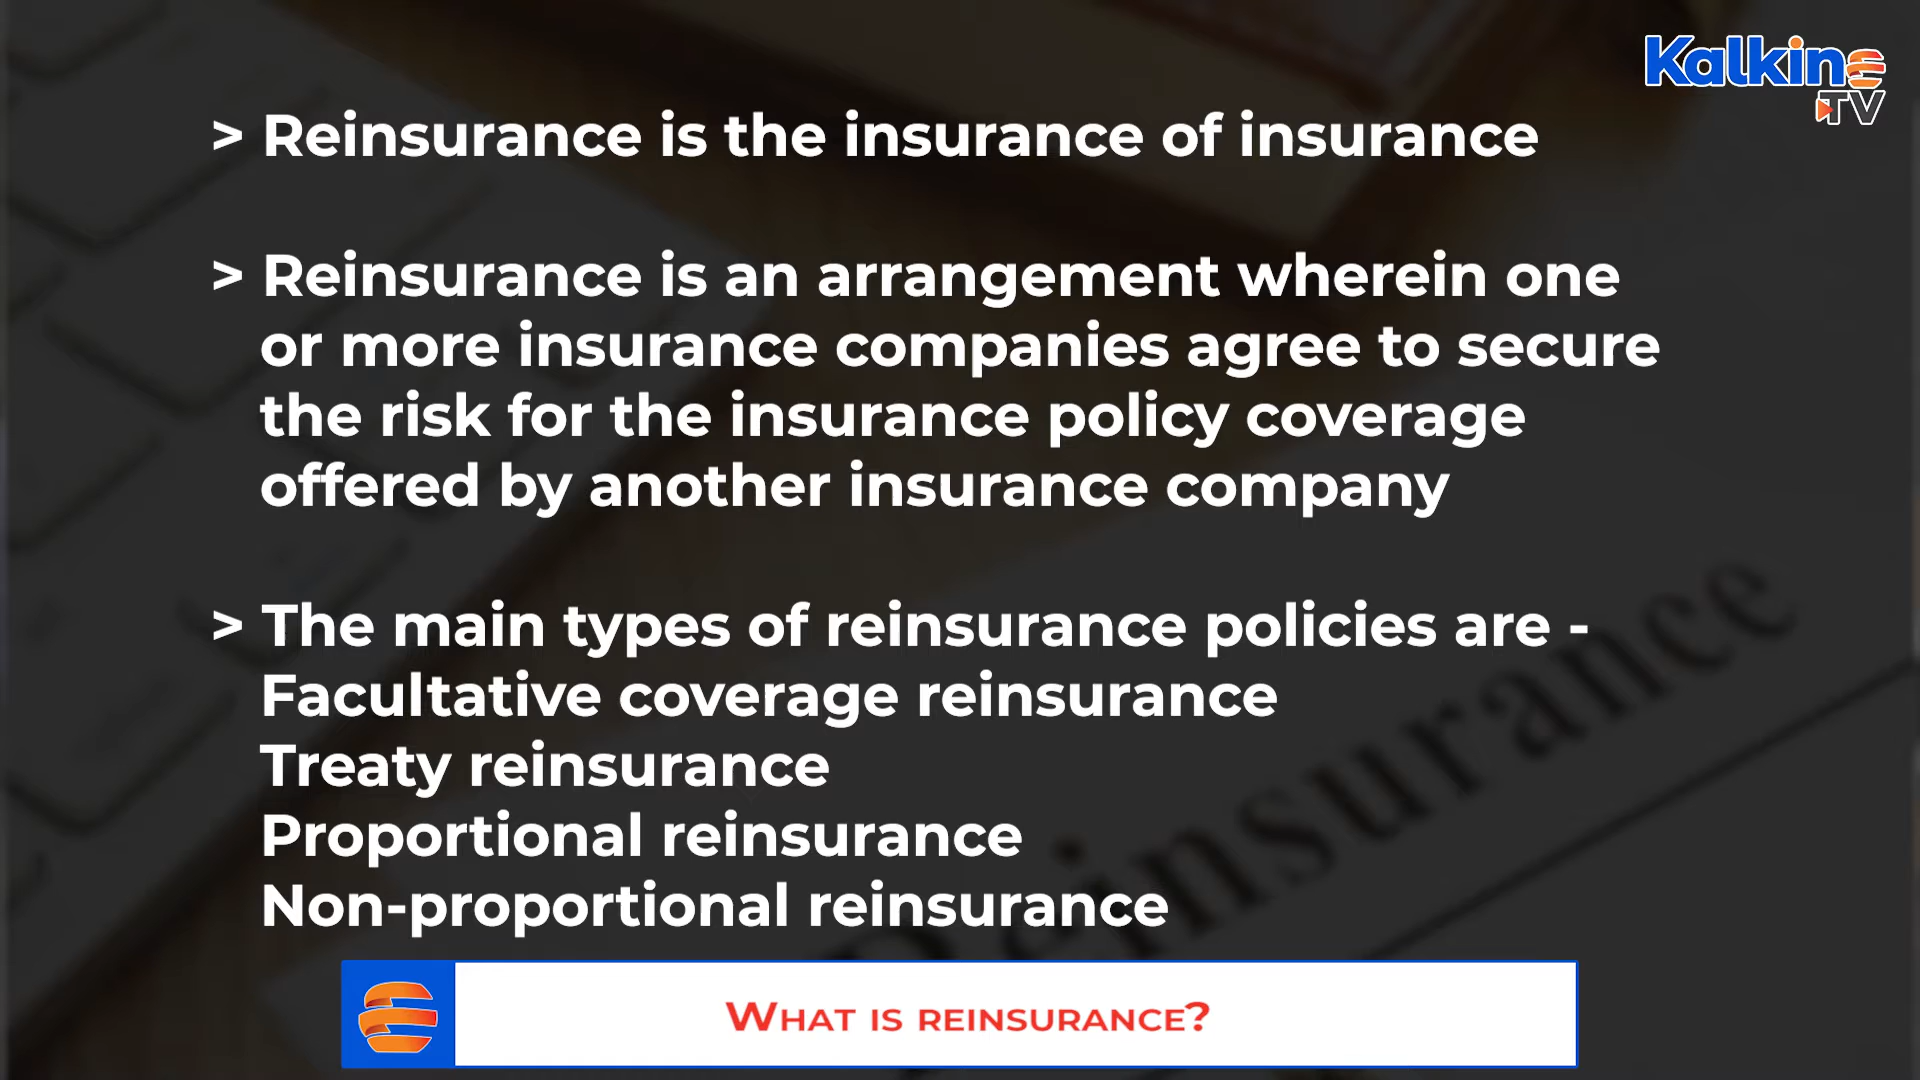 Kalkine
TV
> Reinsurance is the insurance of insurance
> Reinsurance is an arrangement wherein one
or more insurance companies agree to secure
the risk for the insurance policy coverage
offered by another insurance company
> The main types of reinsurance policies are -
Facultative coverage reinsurance
Treaty reinsurance
Proportional reinsurance
Non-proportional reinsurance
Reinsurance
What is reinsurance?